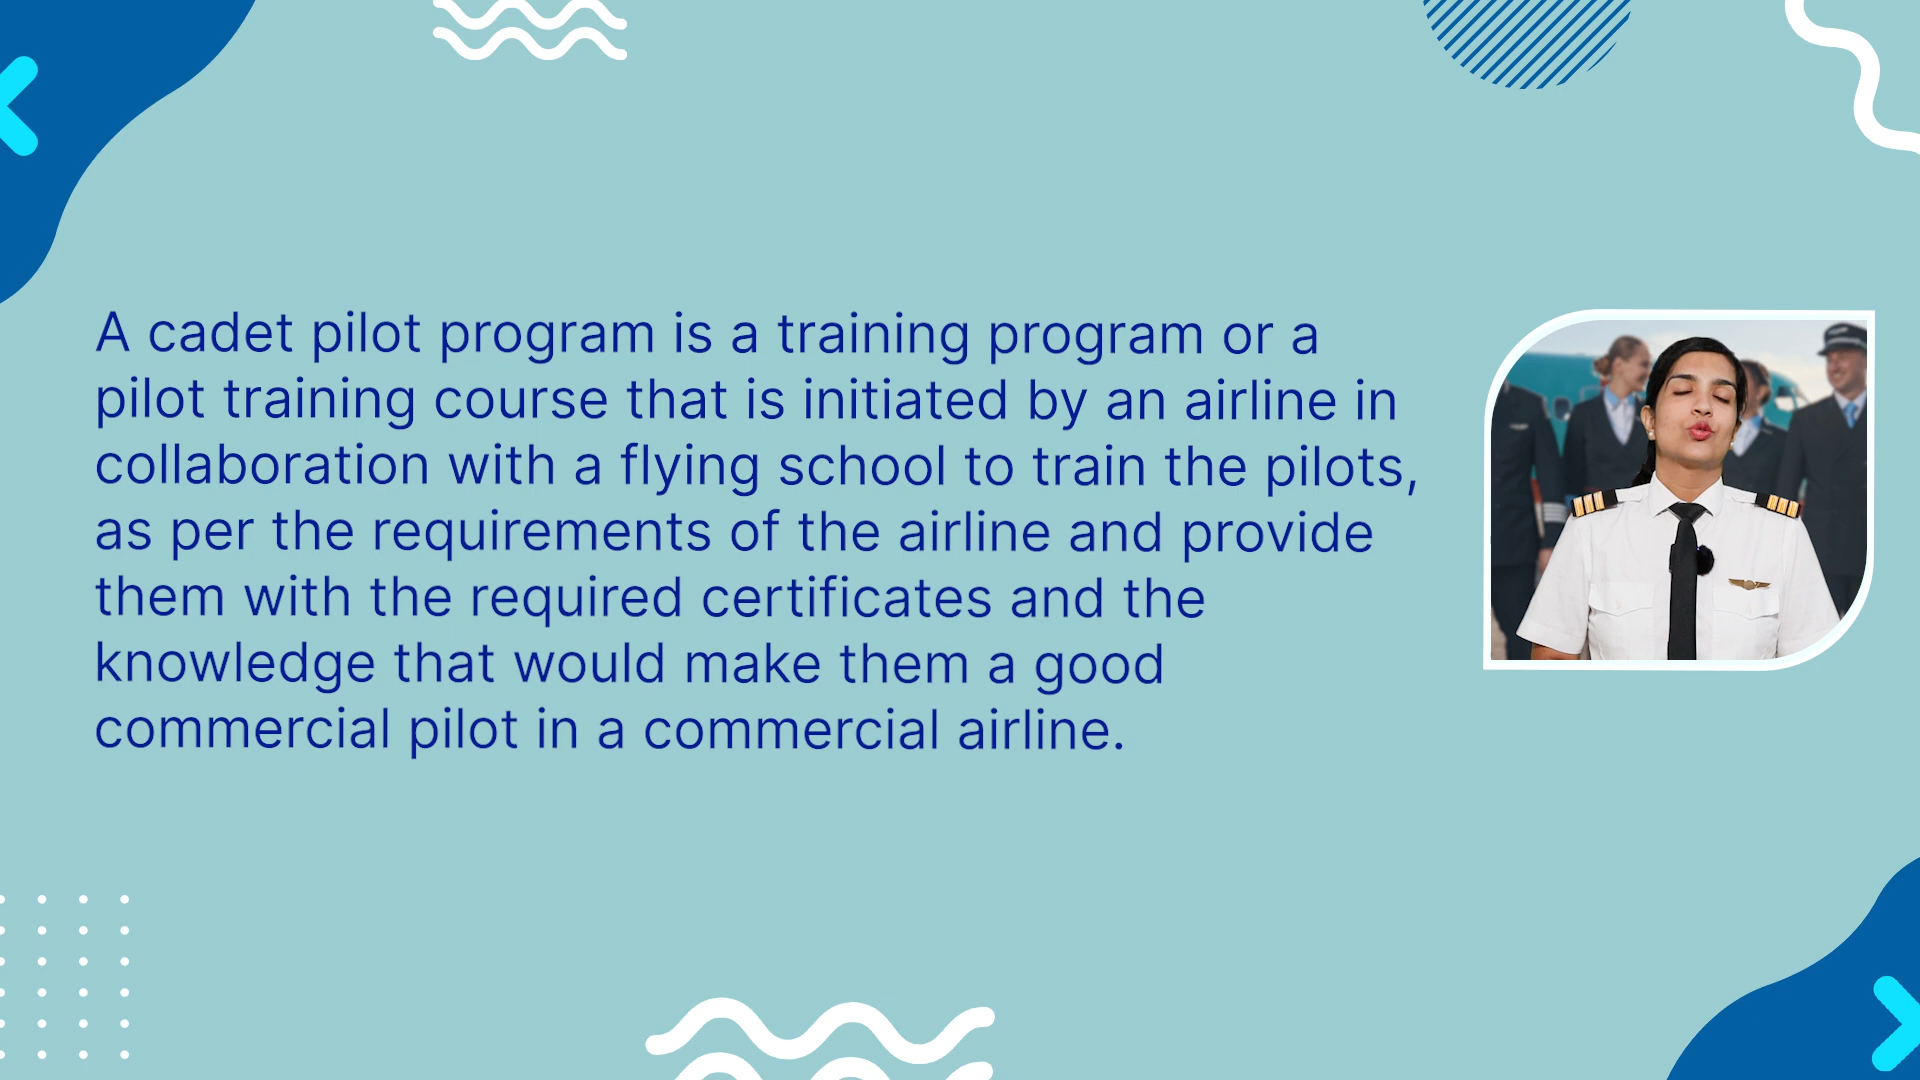 A cadet pilot program is a training program or a
pilot training course that is initiated by an airline in
collaboration with a flying school to train the pilots,
as per the requirements of the airline and provide
them with the required certificates and the
knowledge that would make them a good
commercial pilot in a commercial airline.